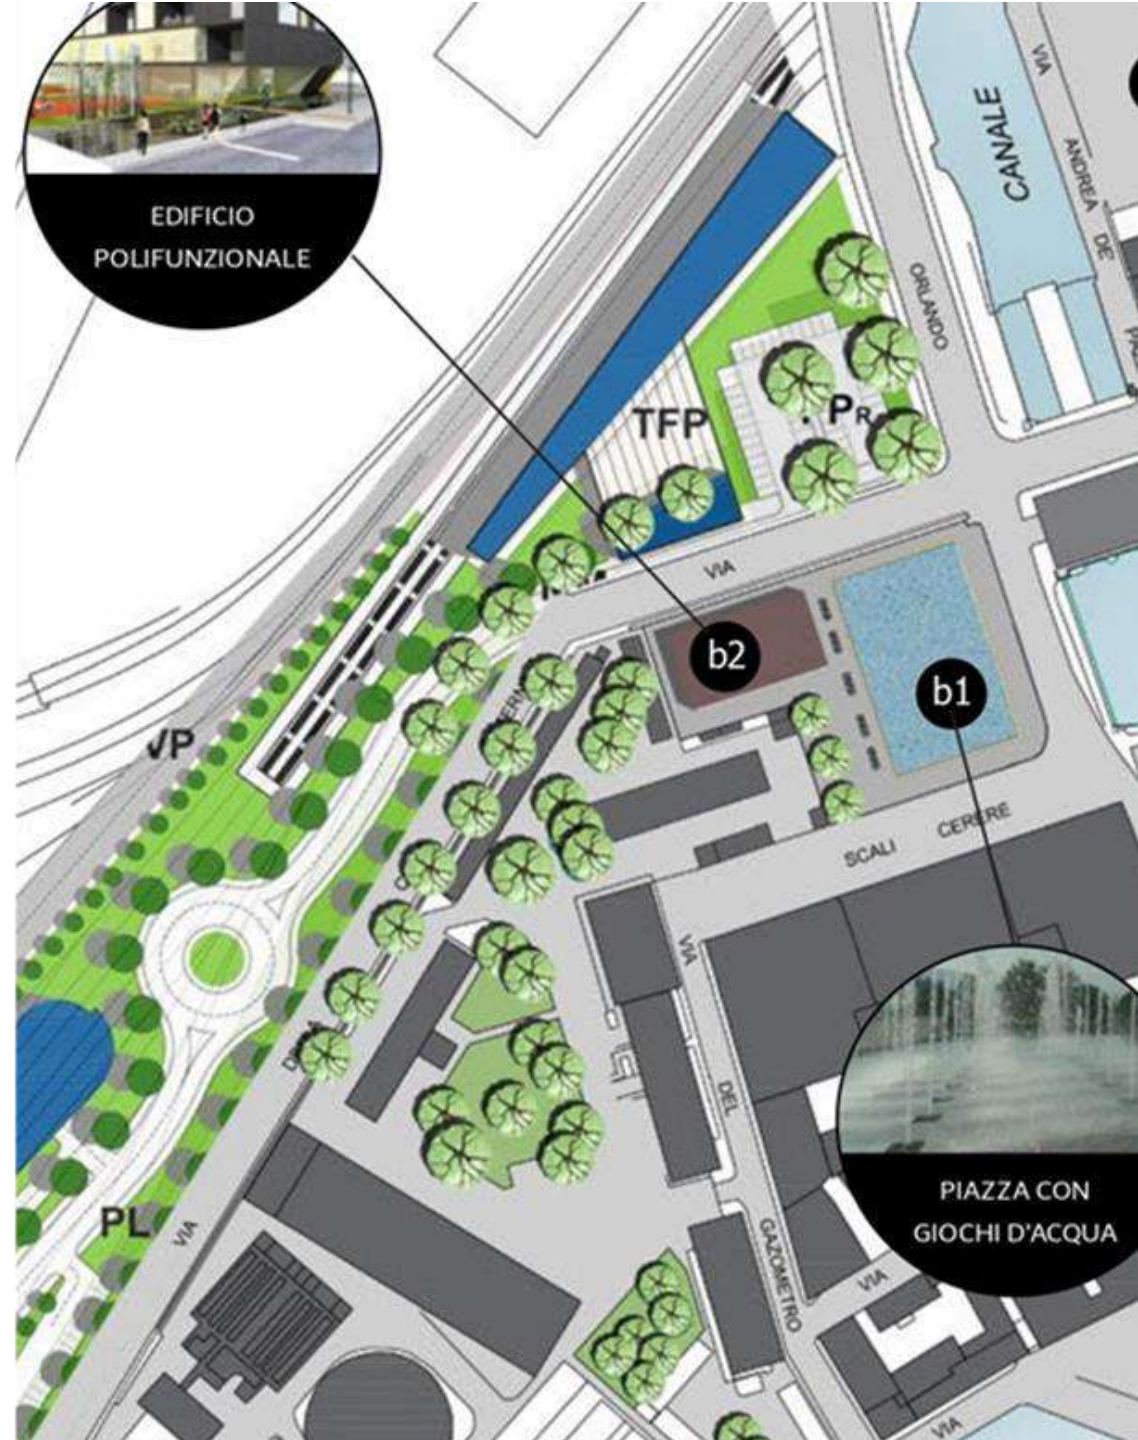 EDIFICIO
POLIFUNZIONALE
CANALE
VIA
ANDREA
DE'
ORLANDO
TFP
PR
VIA
b2
b1
VP
SCALI
CERERE
VIA
DEL
GAZOMETRO
PIAZZA CON
GIOCHI D'ACQUA
PL
VIA
VIA
VIA